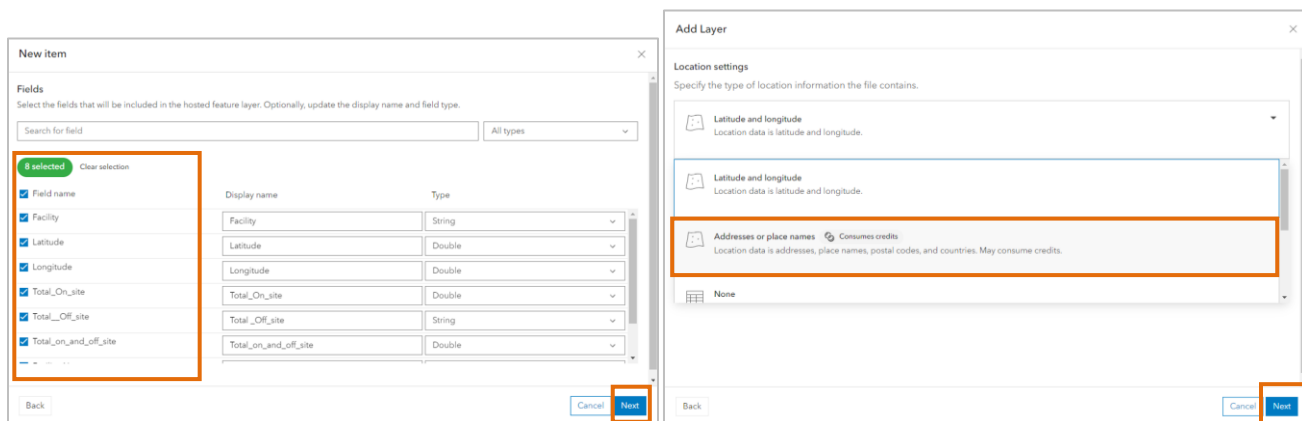 New item
Fields
Select the fields that will be included in the hosted feature layer. Optionally, update the display name and field type.
Search for field
All types
8 selected Clear selection
Field name Display name Type
Facility Facility String
Latitude Latitude Double
Longitude Longitude Double
Total_On_site Total_On_site Double
Total__Off_site Total _Off_site String
Total_on_and_off_site Total_on_and_off_site Double
Back Cancel Next
Add Layer
Location settings
Specify the type of location information the file contains.
Latitude and longitude
Location data is latitude and longitude.
Latitude and longitude
Location data is latitude and longitude.
Addresses or place names Consumes credits
Location data is addresses, place names, postal codes, and countries. May consume credits.
None
Back Cancel Next